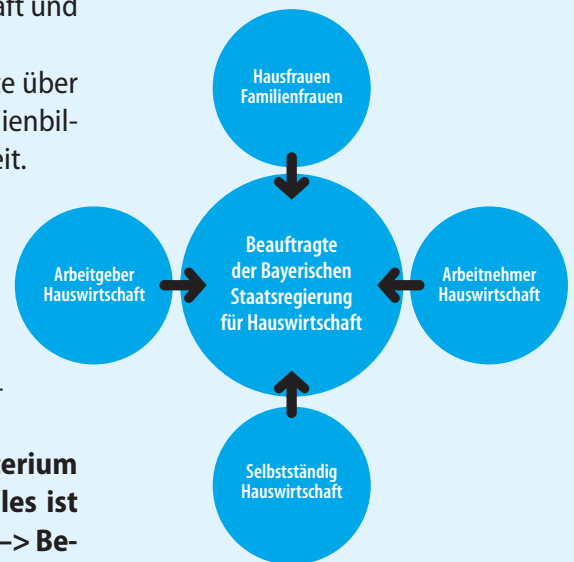 aft und
e über
ienbil-
eit.
Hausfrauen
Familienfrauen
Arbeitgeber
Hauswirtschaft
Beauftragte
der Bayerischen
Staatsregierung
für Hauswirtschaft
Arbeitnehmer
Hauswirtschaft
Selbstständig
Hauswirtschaft
-
terium
les ist
–> Be-